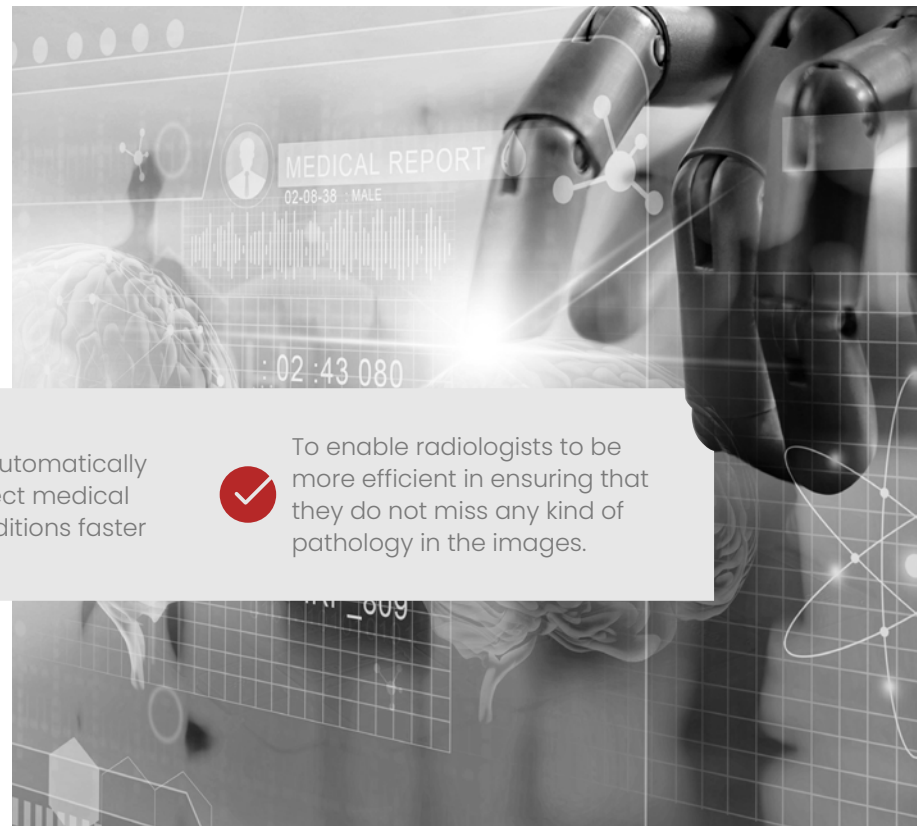 MEDICAL REPORT
02-08-38 : MALE
: 02 :43 080
utomatically
ect medical
ditions faster
To enable radiologists to be
more efficient in ensuring that
they do not miss any kind of
pathology in the images.
_609